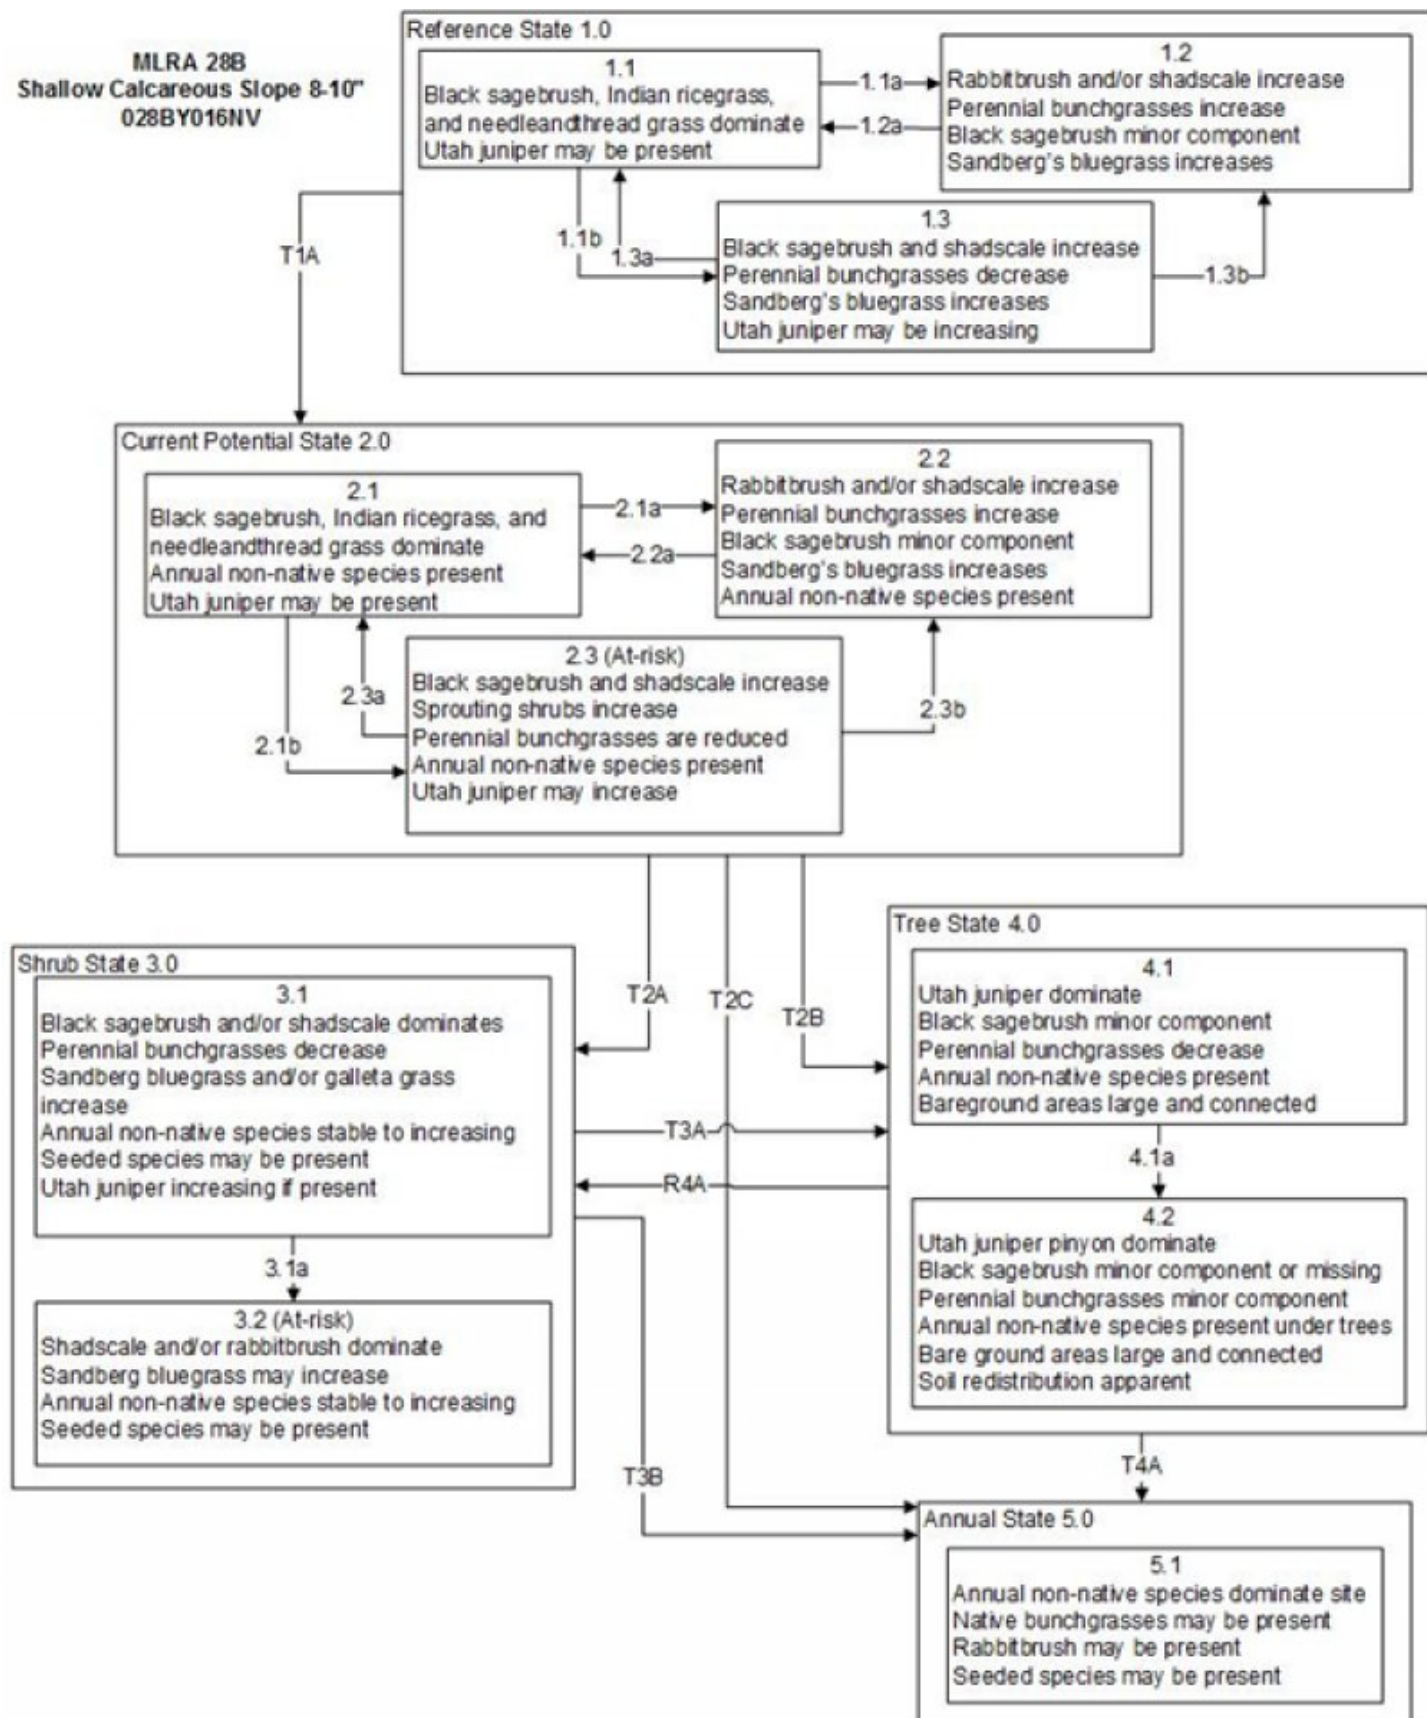 MLRA 28B
Shallow Calcareous Slope 8-10"
028BY016NV
Reference State 1.0
1.1
Black sagebrush, Indian ricegrass,
and needleandthread grass dominate
Utah juniper may be present
1.1a
1.2a
1.2
Rabbitbrush and/or shadscale increase
Perennial bunchgrasses increase
Black sagebrush minor component
Sandberg's bluegrass increases
1.1b
1.3a
1.3
Black sagebrush and shadscale increase
Perennial bunchgrasses decrease
Sandberg's bluegrass increases
Utah juniper may be increasing
1.3b
T1A
Current Potential State 2.0
2.1
Black sagebrush, Indian ricegrass, and
needleandthread grass dominate
Annual non-native species present
Utah juniper may be present
2.1a
2.2a
2.2
Rabbitbrush and/or shadscale increase
Perennial bunchgrasses increase
Black sagebrush minor component
Sandberg's bluegrass increases
Annual non-native species present
2.1b
2.3a
2.3 (At-risk)
Black sagebrush and shadscale increase
Sprouting shrubs increase
Perennial bunchgrasses are reduced
Annual non-native species present
Utah juniper may increase
2.3b
T2A
T2C
T2B
Shrub State 3.0
3.1
Black sagebrush and/or shadscale dominates
Perennial bunchgrasses decrease
Sandberg bluegrass and/or galleta grass
increase
Annual non-native species stable to increasing
Seeded species may be present
Utah juniper increasing if present
3.1a
3.2 (At-risk)
Shadscale and/or rabbitbrush dominate
Sandberg bluegrass may increase
Annual non-native species stable to increasing
Seeded species may be present
T3A
R4A
T3B
Tree State 4.0
4.1
Utah juniper dominate
Black sagebrush minor component
Perennial bunchgrasses decrease
Annual non-native species present
Bareground areas large and connected
4.1a
4.2
Utah juniper pinyon dominate
Black sagebrush minor component or missing
Perennial bunchgrasses minor component
Annual non-native species present under trees
Bare ground areas large and connected
Soil redistribution apparent
T4A
Annual State 5.0
5.1
Annual non-native species dominate site
Native bunchgrasses may be present
Rabbitbrush may be present
Seeded species may be present